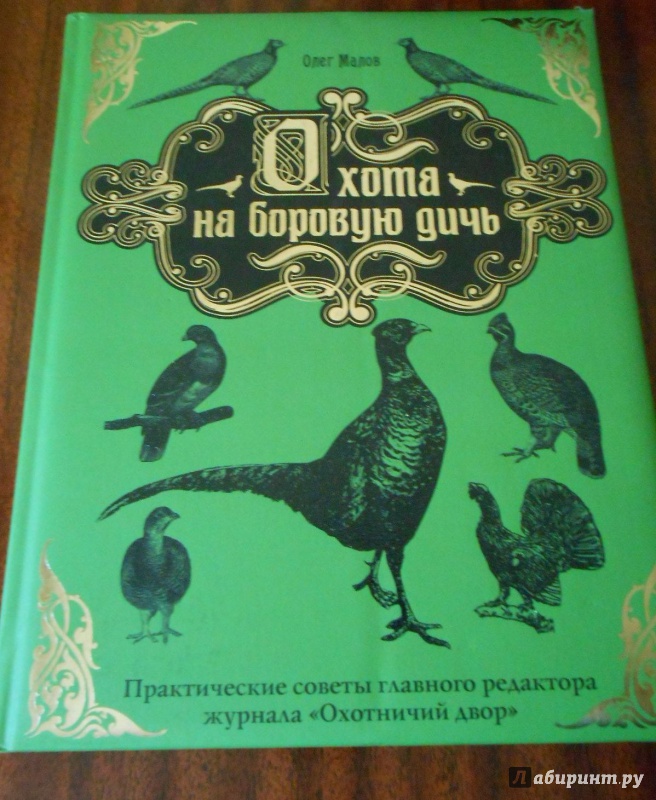 Олег Малов
Охота
на боровую дичь
Практические советы главного редактора
журнала «Охотничий двор»
Лабиринт.ру